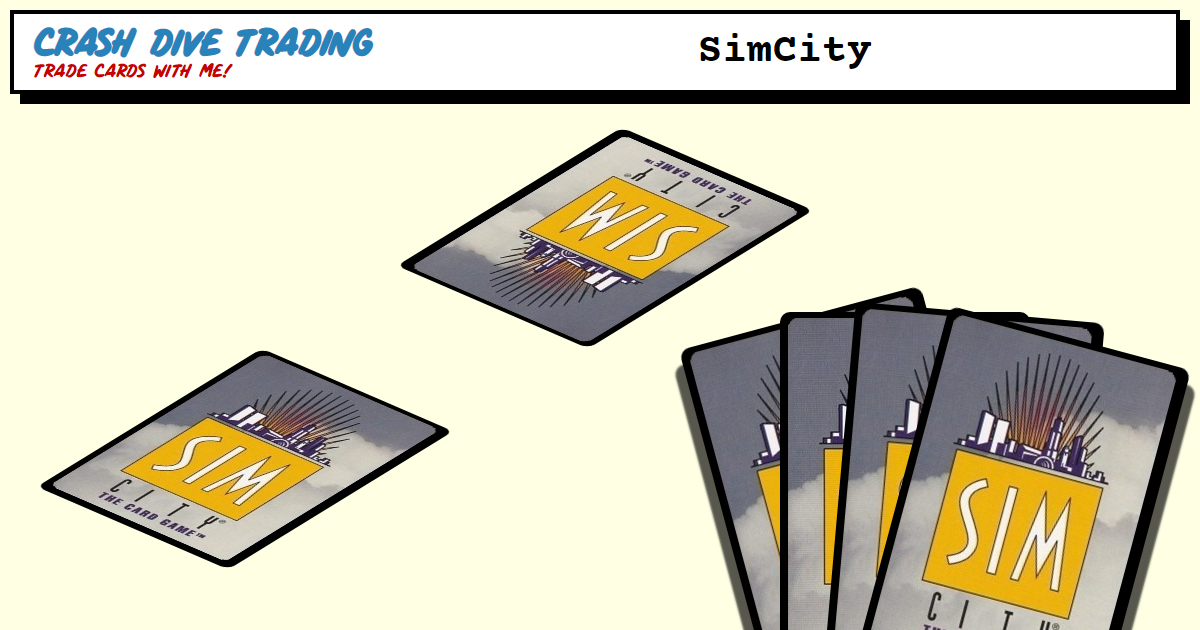 CRASH DIVE TRADING
TRADE CARDS WITH ME!
SimCity
THE CARD GAME™
CITY®
SIM
SIM
CITY®
THE CARD GAME™
SIM
CITY®